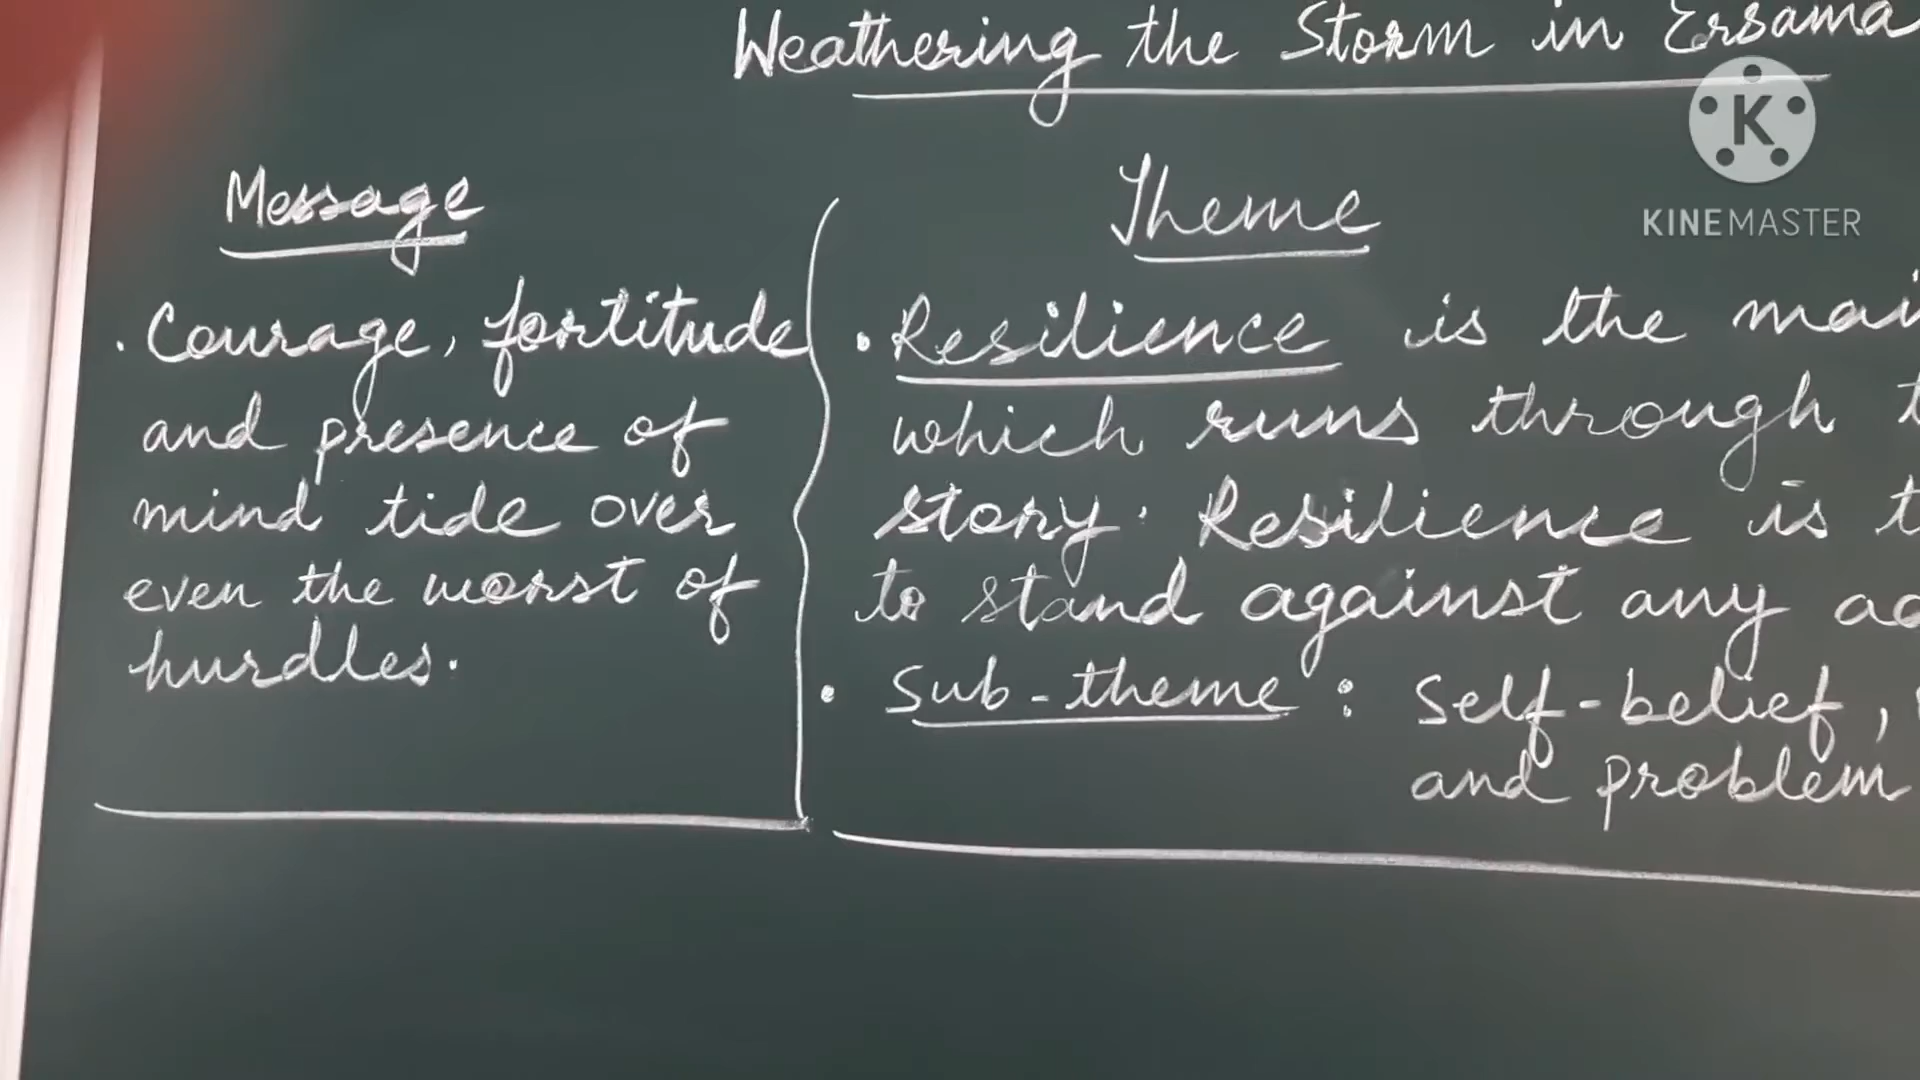 Weathering the Storm in Ersama
KINEMASTER
Message
. Courage, fortitude
and presence of
mind tide over
even the worst of
hurdles.
Theme
• Resilience is the mai
which runs through t
story. Resilience is t
to stand against any ad
• Sub-theme : Self-belief,
and problem